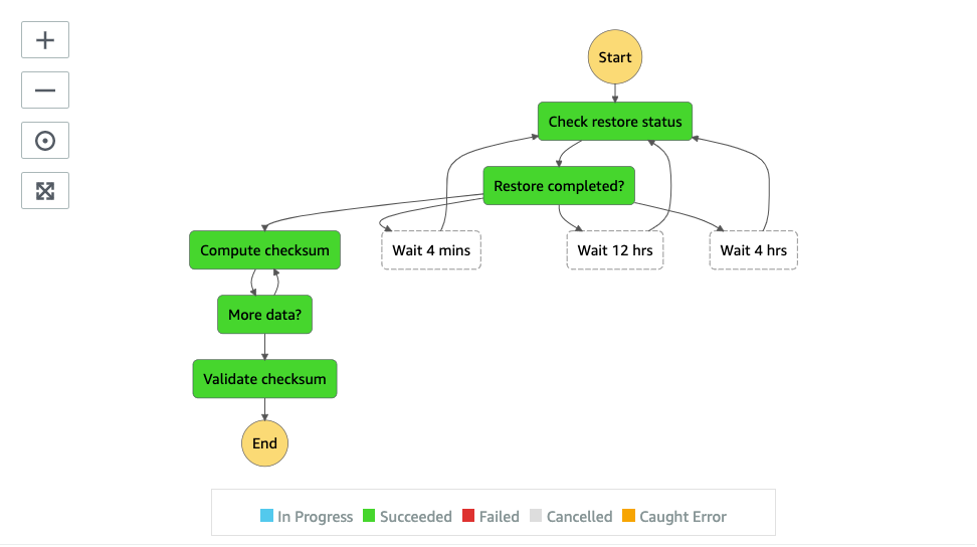 Start
Check restore status
Restore completed?
Compute checksum
Wait 4 mins
Wait 12 hrs
Wait 4 hrs
More data?
Validate checksum
End
In Progress Succeeded Failed Cancelled Caught Error